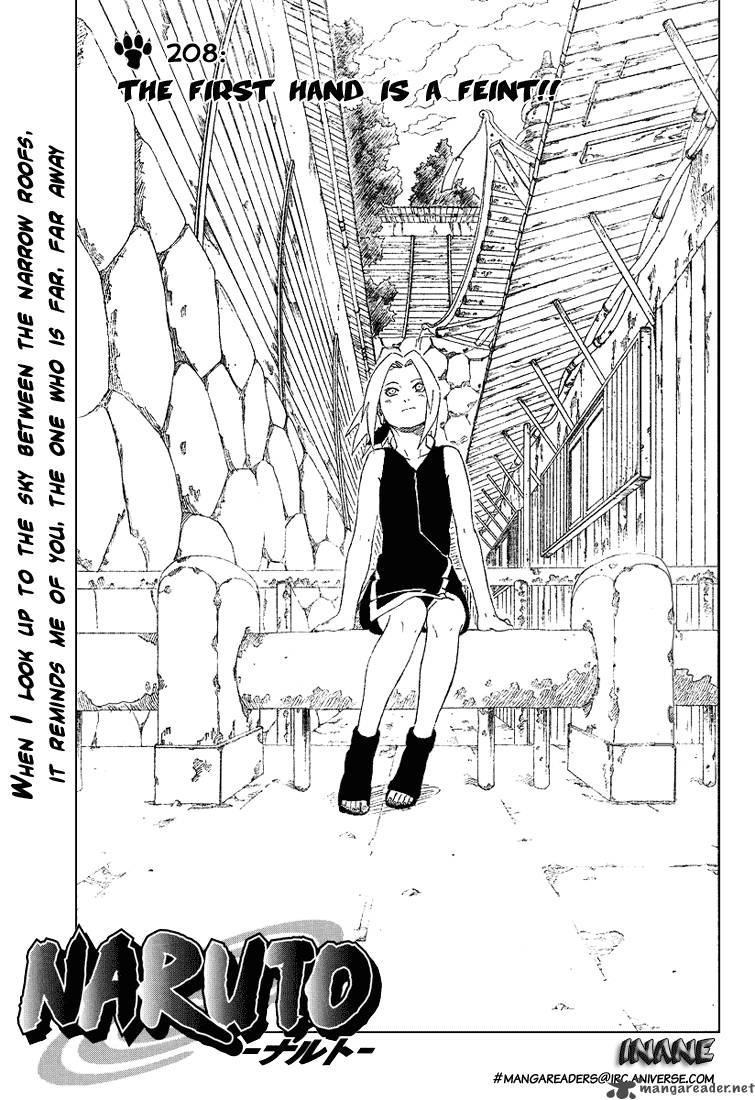 208:
THE FIRST HAND IS A FEINT!!
WHEN I LOOK UP TO THE SKY BETWEEN THE NARROW ROOFS,
IT REMINDS ME OF YOU, THE ONE WHO IS FAR, FAR AWAY
NARUTO
-ナルト-
INANE
#MANGAREADERS@IRC.ANIVERSE.COM
mangareader.net